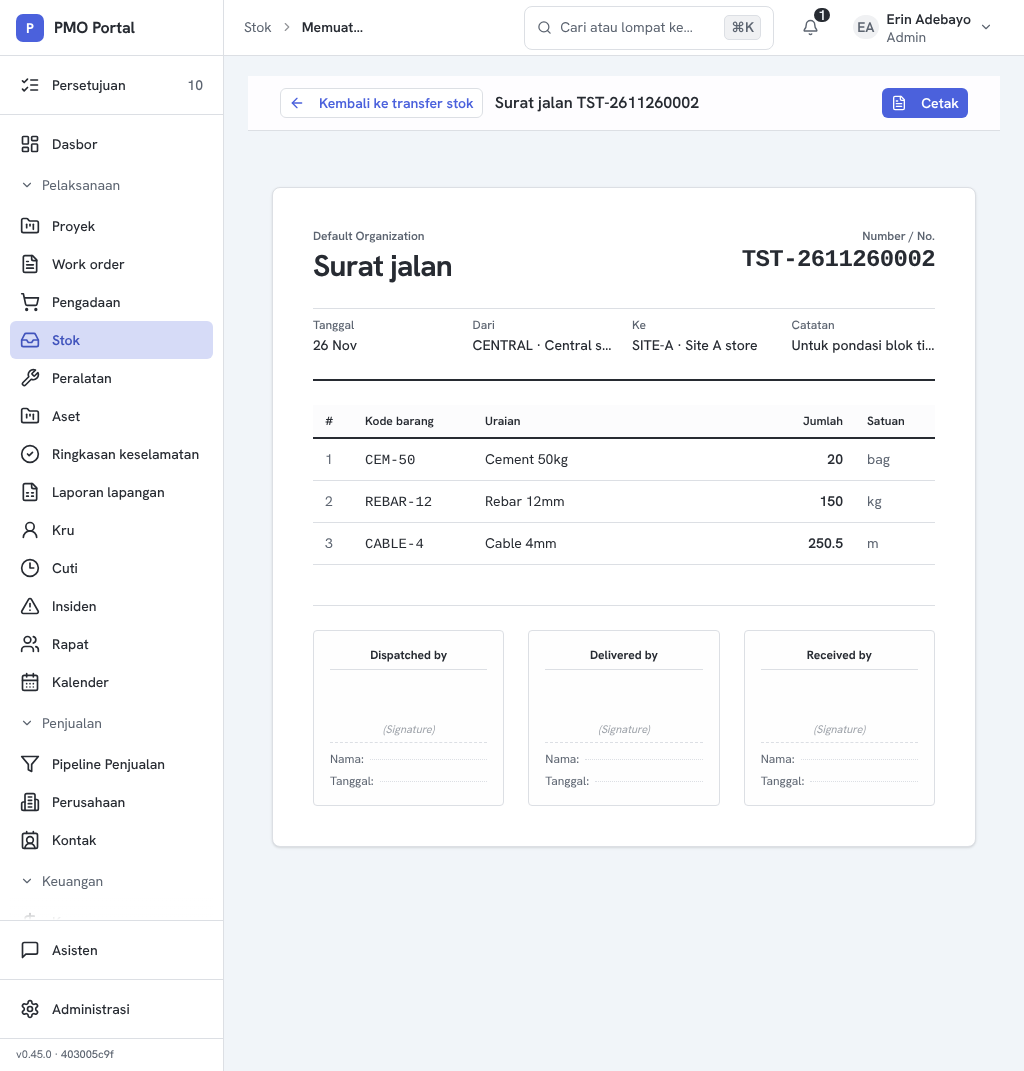 P PMO Portal
Stok > Memuat...
Cari atau lompat ke... ⌘K
1
EA Erin Adebayo
Admin
Persetujuan 10
Dasbor
Pelaksanaan
Proyek
Work order
Pengadaan
Stok
Peralatan
Aset
Ringkasan keselamatan
Laporan lapangan
Kru
Cuti
Insiden
Rapat
Kalender
Penjualan
Pipeline Penjualan
Perusahaan
Kontak
Keuangan
Asisten
Administrasi
v0.45.0 · 403005c9f
Kembali ke transfer stok Surat jalan TST-2611260002 Cetak
Default Organization Number / No.
Surat jalan TST-2611260002
Tanggal Dari Ke Catatan
26 Nov CENTRAL · Central s... SITE-A · Site A store Untuk pondasi blok ti...
# Kode barang Uraian Jumlah Satuan
1 CEM-50 Cement 50kg 20 bag
2 REBAR-12 Rebar 12mm 150 kg
3 CABLE-4 Cable 4mm 250.5 m
Dispatched by Delivered by Received by
(Signature) (Signature) (Signature)
Nama: Nama: Nama:
Tanggal: Tanggal: Tanggal: